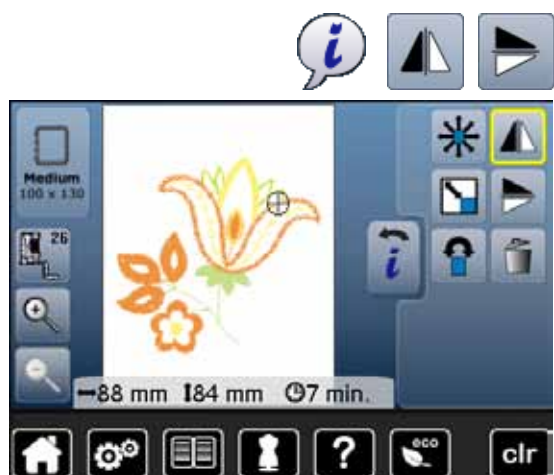 i
Medium
100 x 130
26
i
88 mm 84 mm 7 min.
? eco clr